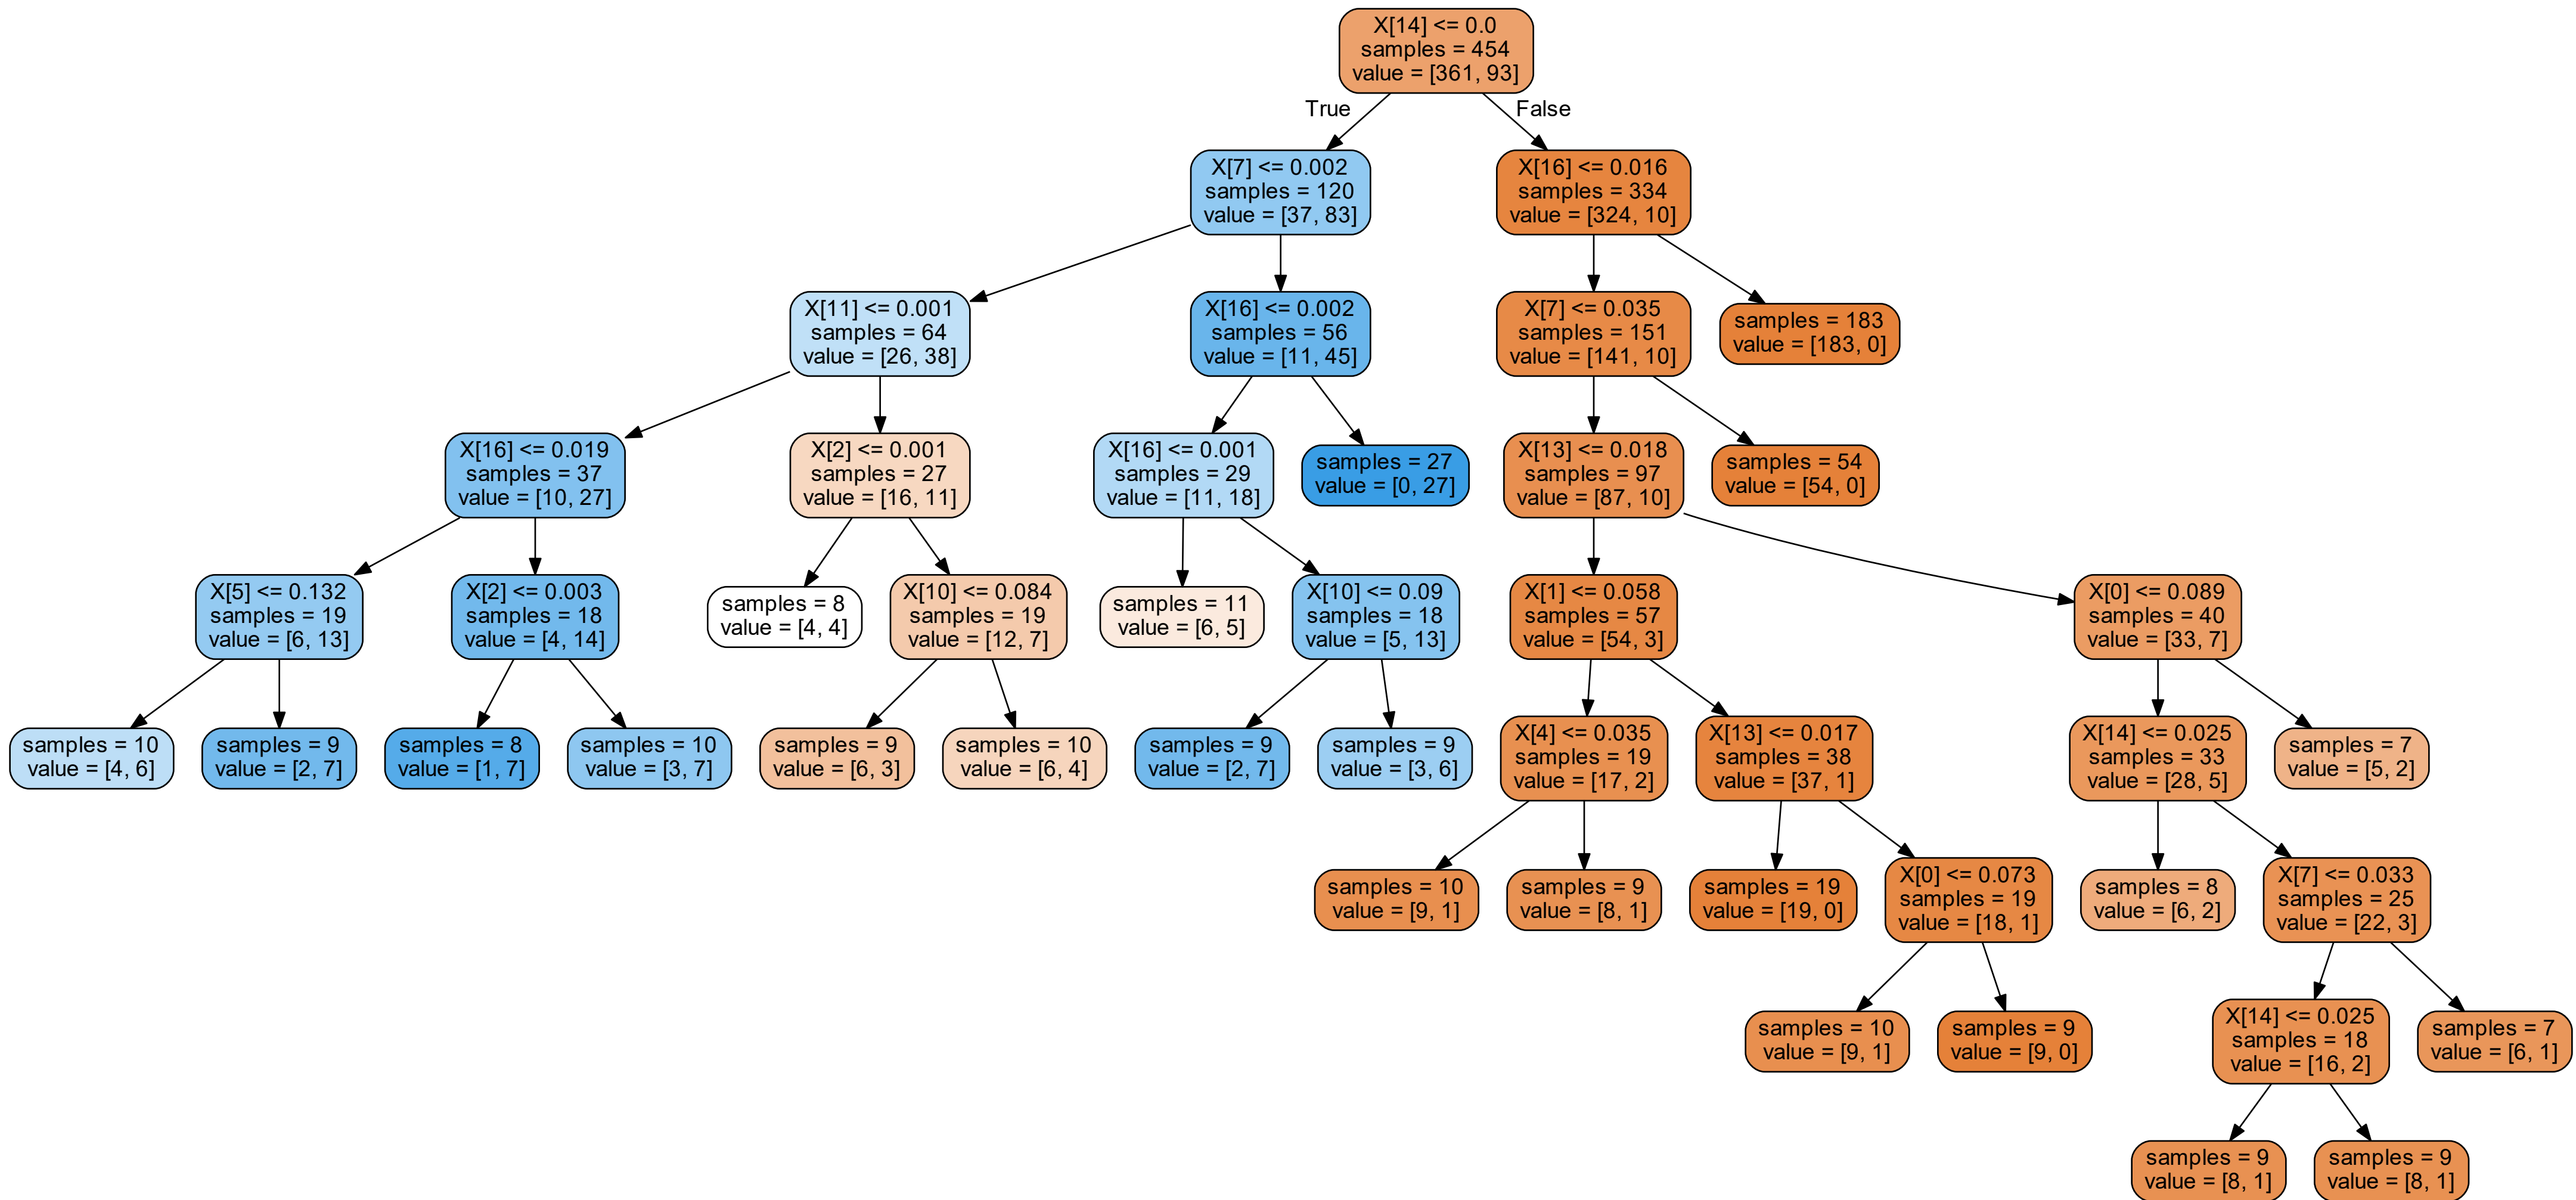 X[14] <= 0.0
samples = 454
value = [361, 93]
True
False
X[7] <= 0.002
samples = 120
value = [37, 83]
X[16] <= 0.016
samples = 334
value = [324, 10]
X[11] <= 0.001
samples = 64
value = [26, 38]
X[16] <= 0.002
samples = 56
value = [11, 45]
X[7] <= 0.035
samples = 151
value = [141, 10]
samples = 183
value = [183, 0]
X[16] <= 0.019
samples = 37
value = [10, 27]
X[2] <= 0.001
samples = 27
value = [16, 11]
X[16] <= 0.001
samples = 29
value = [11, 18]
samples = 27
value = [0, 27]
X[13] <= 0.018
samples = 97
value = [87, 10]
samples = 54
value = [54, 0]
X[5] <= 0.132
samples = 19
value = [6, 13]
X[2] <= 0.003
samples = 18
value = [4, 14]
samples = 8
value = [4, 4]
X[10] <= 0.084
samples = 19
value = [12, 7]
samples = 11
value = [6, 5]
X[10] <= 0.09
samples = 18
value = [5, 13]
X[1] <= 0.058
samples = 57
value = [54, 3]
X[0] <= 0.089
samples = 40
value = [33, 7]
samples = 10
value = [4, 6]
samples = 9
value = [2, 7]
samples = 8
value = [1, 7]
samples = 10
value = [3, 7]
samples = 9
value = [6, 3]
samples = 10
value = [6, 4]
samples = 9
value = [2, 7]
samples = 9
value = [3, 6]
X[4] <= 0.035
samples = 19
value = [17, 2]
X[13] <= 0.017
samples = 38
value = [37, 1]
X[14] <= 0.025
samples = 33
value = [28, 5]
samples = 7
value = [5, 2]
samples = 10
value = [9, 1]
samples = 9
value = [8, 1]
samples = 19
value = [19, 0]
X[0] <= 0.073
samples = 19
value = [18, 1]
samples = 8
value = [6, 2]
X[7] <= 0.033
samples = 25
value = [22, 3]
samples = 10
value = [9, 1]
samples = 9
value = [9, 0]
X[14] <= 0.025
samples = 18
value = [16, 2]
samples = 7
value = [6, 1]
samples = 9
value = [8, 1]
samples = 9
value = [8, 1]